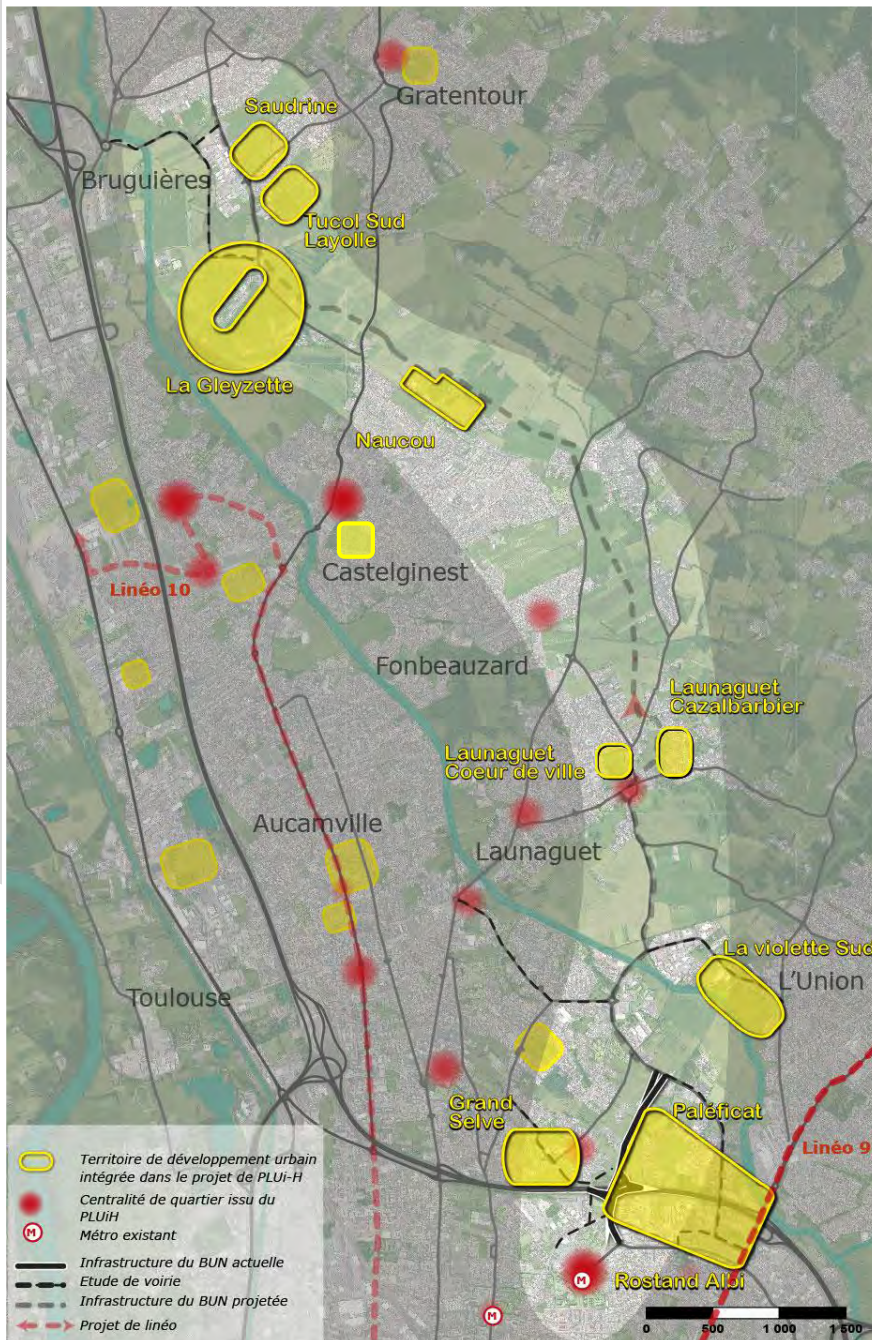 Gratentour
Saudrine
Bruguières
Tucol Sud
Layolle
La Gleyzette
Naucou
Castelginest
Linéo 10
Fonbeauzard
Launaguet
Cazalbarbier
Launaguet
Coeur de ville
Aucamville
Launaguet
La violette Sud
L'Union
Toulouse
Grand
Selve
Paléficat
Linéo 9
Rostand Albi
M
M
Territoire de développement urbain
intégrée dans le projet de PLUi-H
Centralité de quartier issu du
PLUiH
M
Métro existant
Infrastructure du BUN actuelle
Etude de voirie
Infrastructure du BUN projetée
Projet de linéo
0 500 1 000 1 500